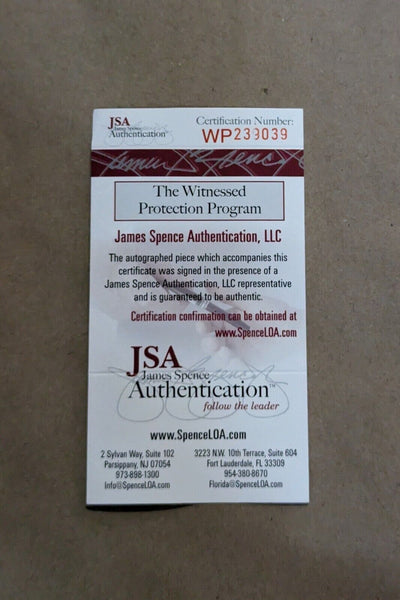 JSA
James Spence
Authentication™
Certification Number:
WP239039
The Witnessed
Protection Program
James Spence Authentication, LLC
The autographed piece which accompanies this
certificate was signed in the presence of a
James Spence Authentication, LLC representative
and is guaranteed to be authentic.
Certification confirmation can be obtained at
www.SpenceLOA.com
JSA
James Spence
Authentication™
follow the leader
www.SpenceLOA.com
2 Sylvan Way, Suite 102
Parsippany, NJ 07054
973-898-1300
Info@SpenceLOA.com
3223 N.W. 10th Terrace, Suite 604
Fort Lauderdale, FL 33309
954-380-8670
Florida@SpenceLOA.com